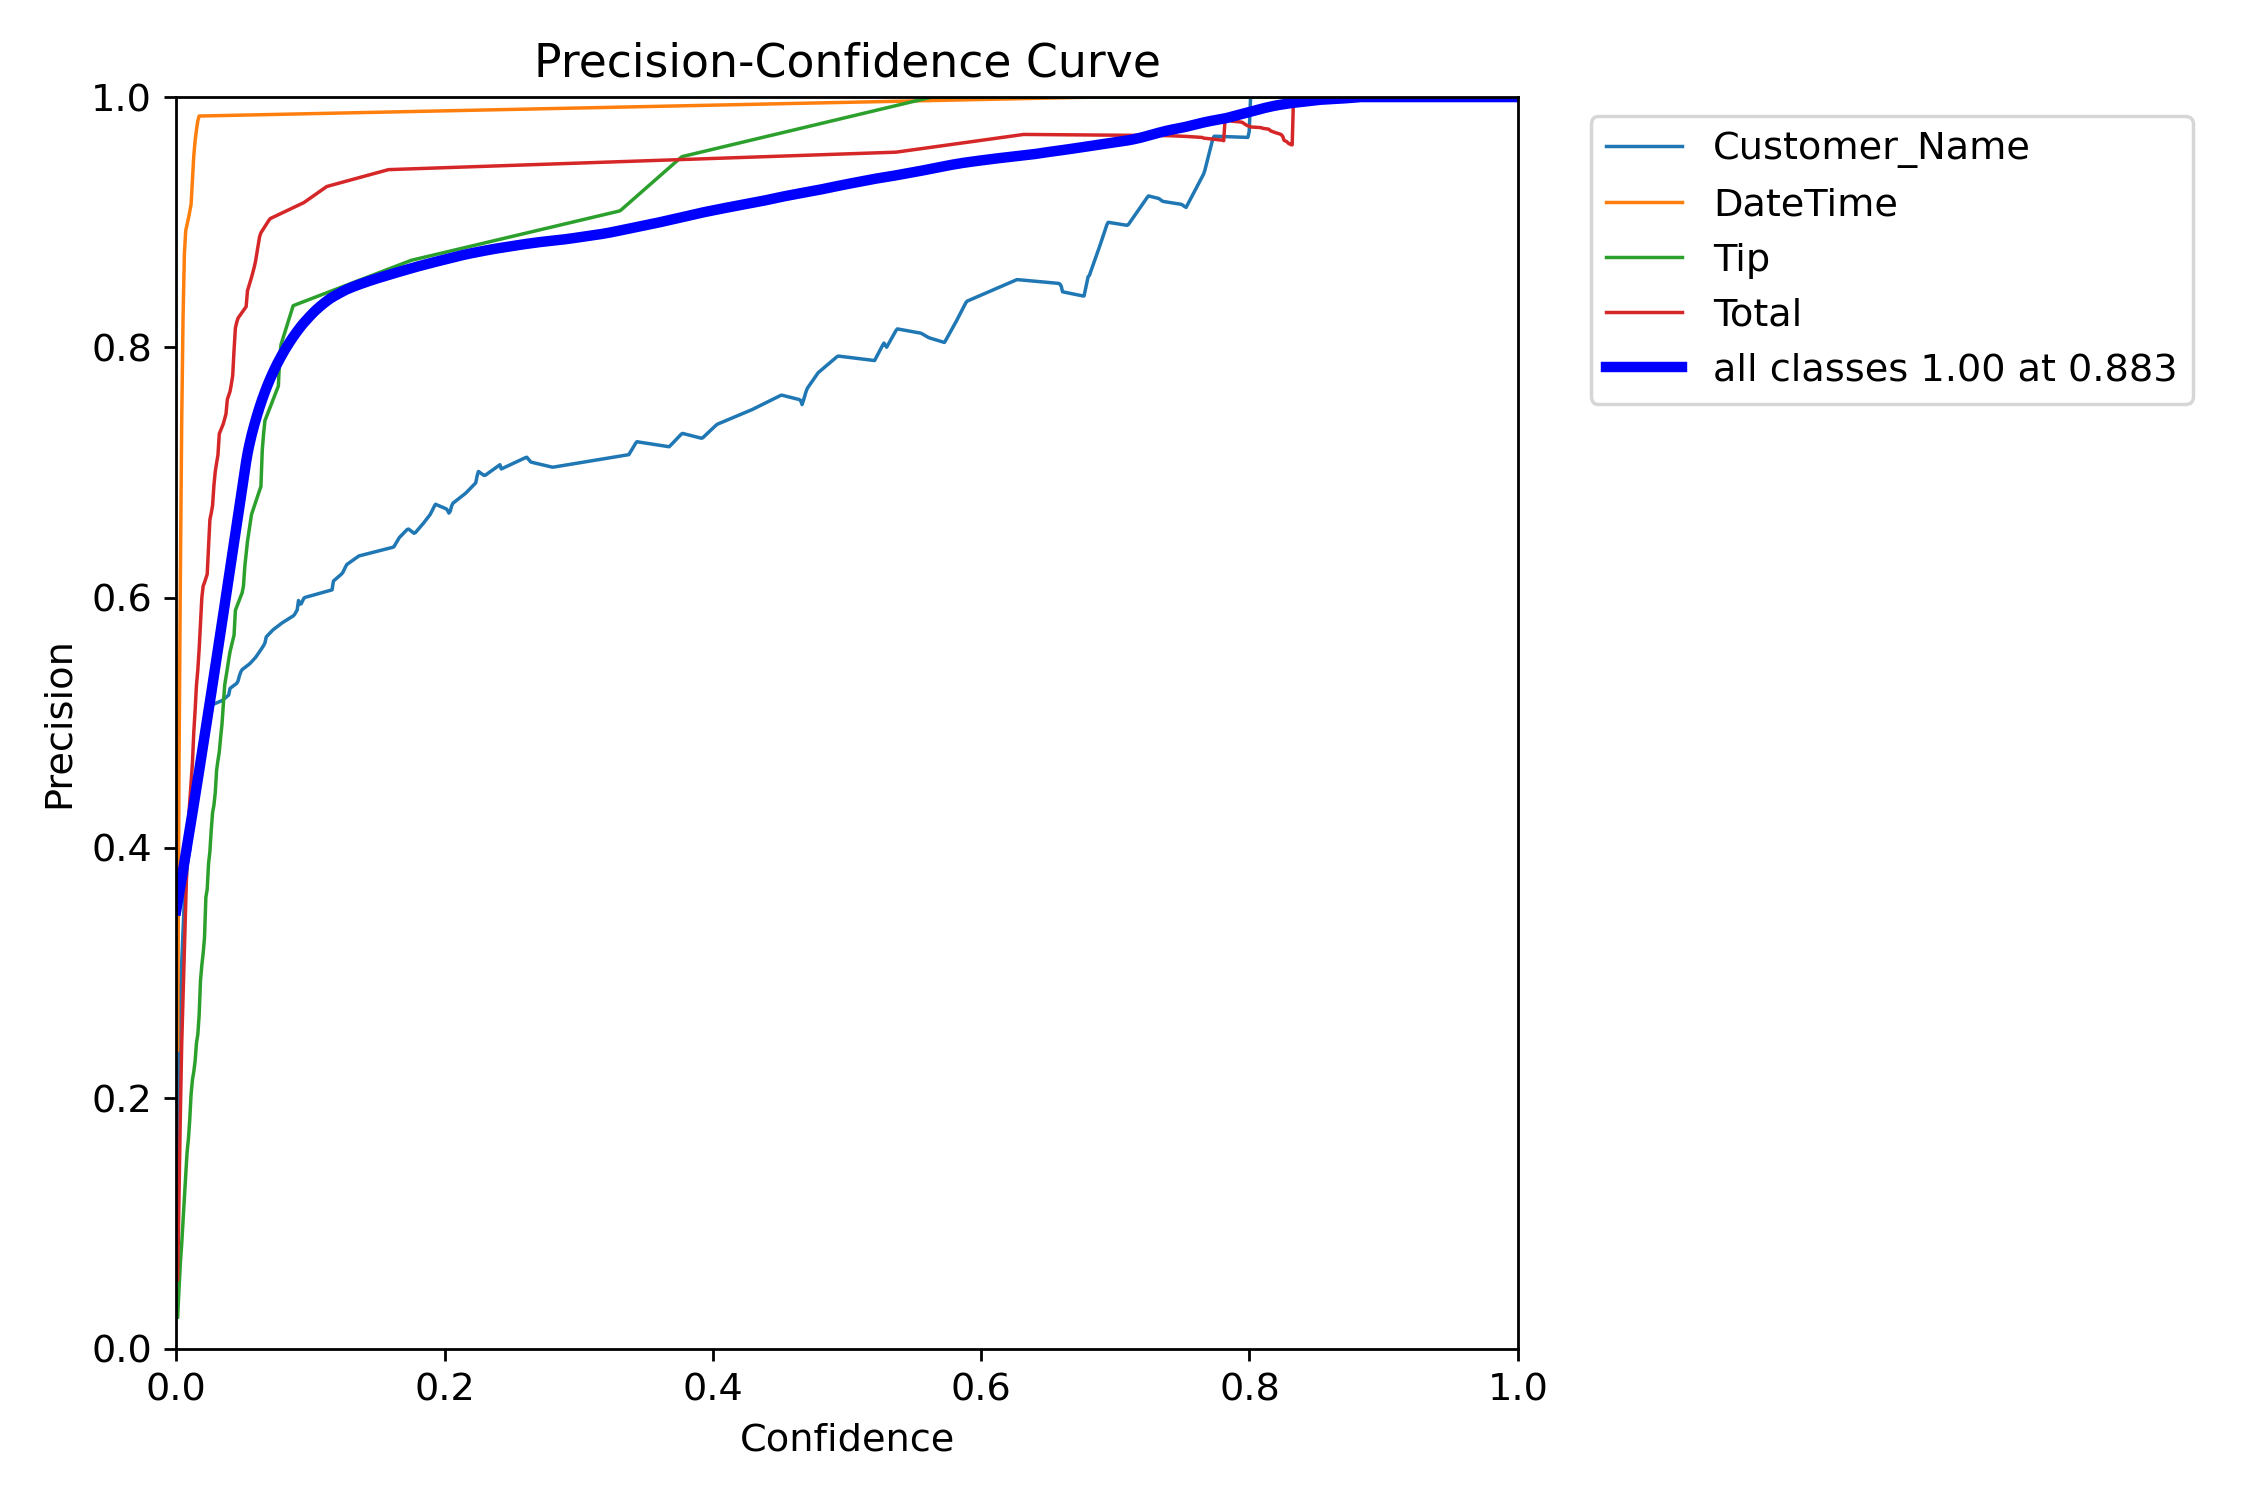 Precision-Confidence Curve
1.0
0.8
0.6
0.4
0.2
0.0
Precision
0.0 0.2 0.4 0.6 0.8 1.0
Confidence
Customer_Name
DateTime
Tip
Total
all classes 1.00 at 0.883